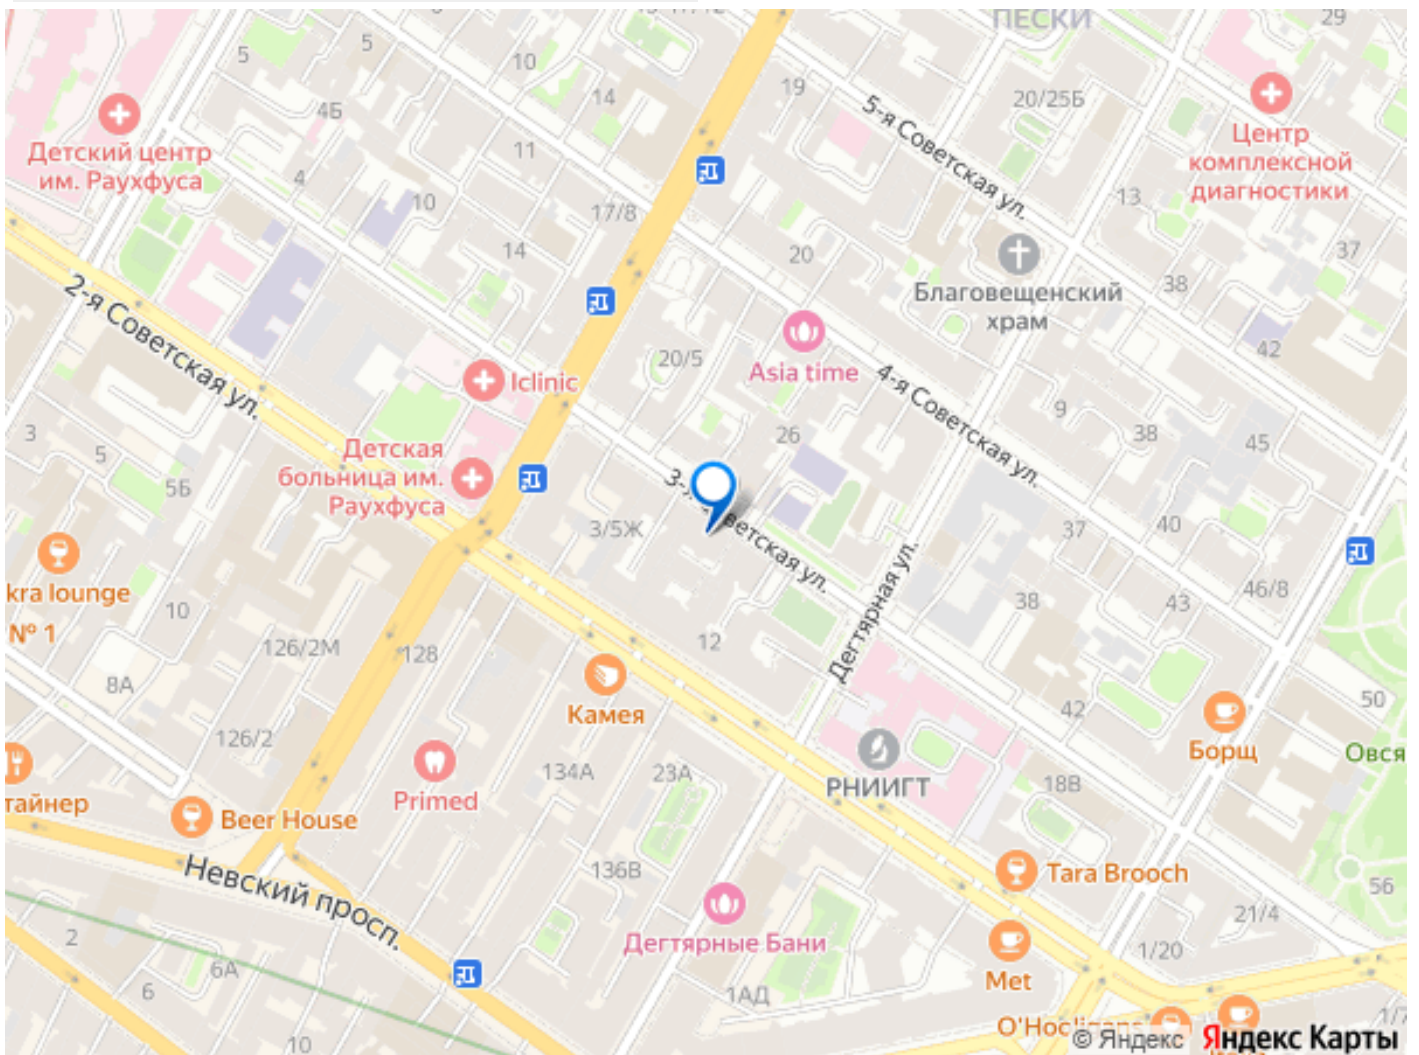 ПЕСКИ
29
5
5
10
14
19
20/25Б
4Б
5-я Советская ул.
Центр
комплексной
диагностики
Детский центр
им. Раухфуса
11
4
10
17/8
13
14
20
37
38
Благовещенский
храм
2-я Советская ул.
42
20/5
Asia time
Iclinic
4-я Советская ул.
9
38
45
26
3
5
5Б
Детская
больница им.
Раухфуса
3/5Ж
37
40
46/8
kra lounge
№ 1
10
126/2М
128
12
Дегтярная ул.
38
43
8А
126/2
Камея
42
50
Борщ
Овся
134А
23А
РНИИГТ
18В
тайнер
Beer House
Primed
Невский просп.
136В
Tara Brooch
56
21/4
2
6А
6
Дегтярные Бани
1АД
Met
1/20
10
© Яндекс Яндекс Карты